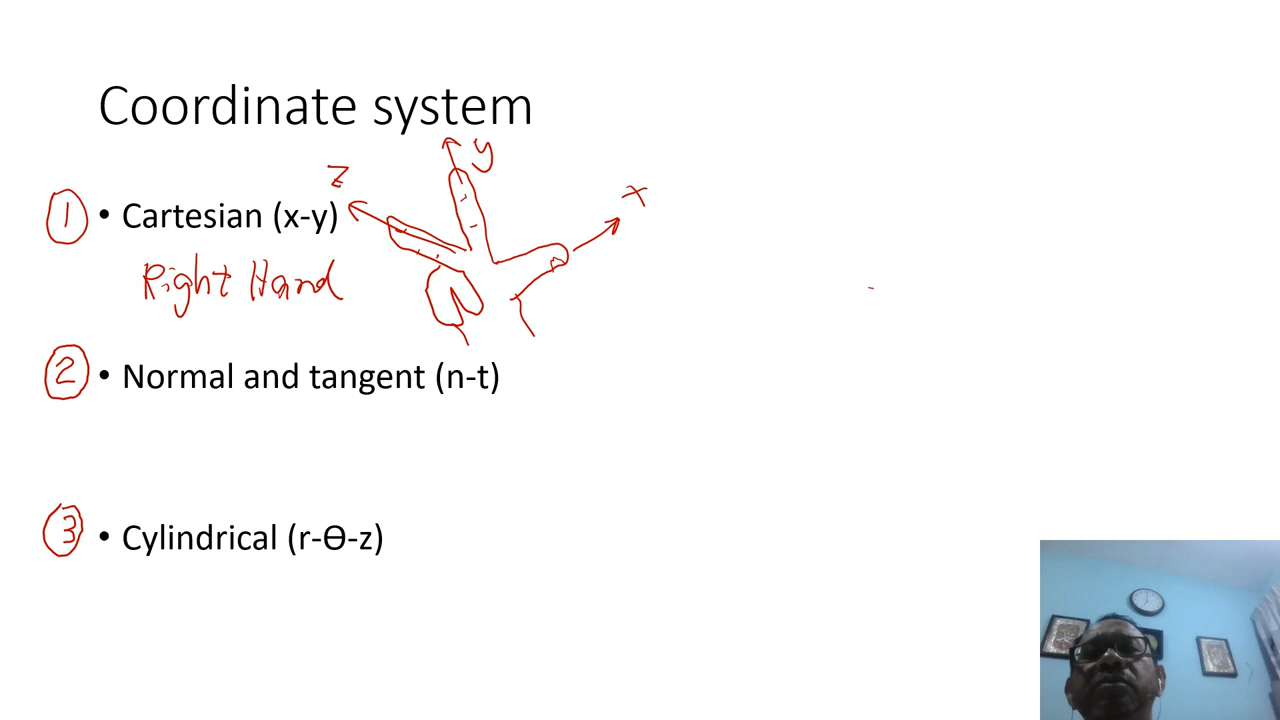 Coordinate system
z
y
x
1 • Cartesian (x-y)
Right Hand
2 • Normal and tangent (n-t)
3 • Cylindrical (r-ϴ-z)